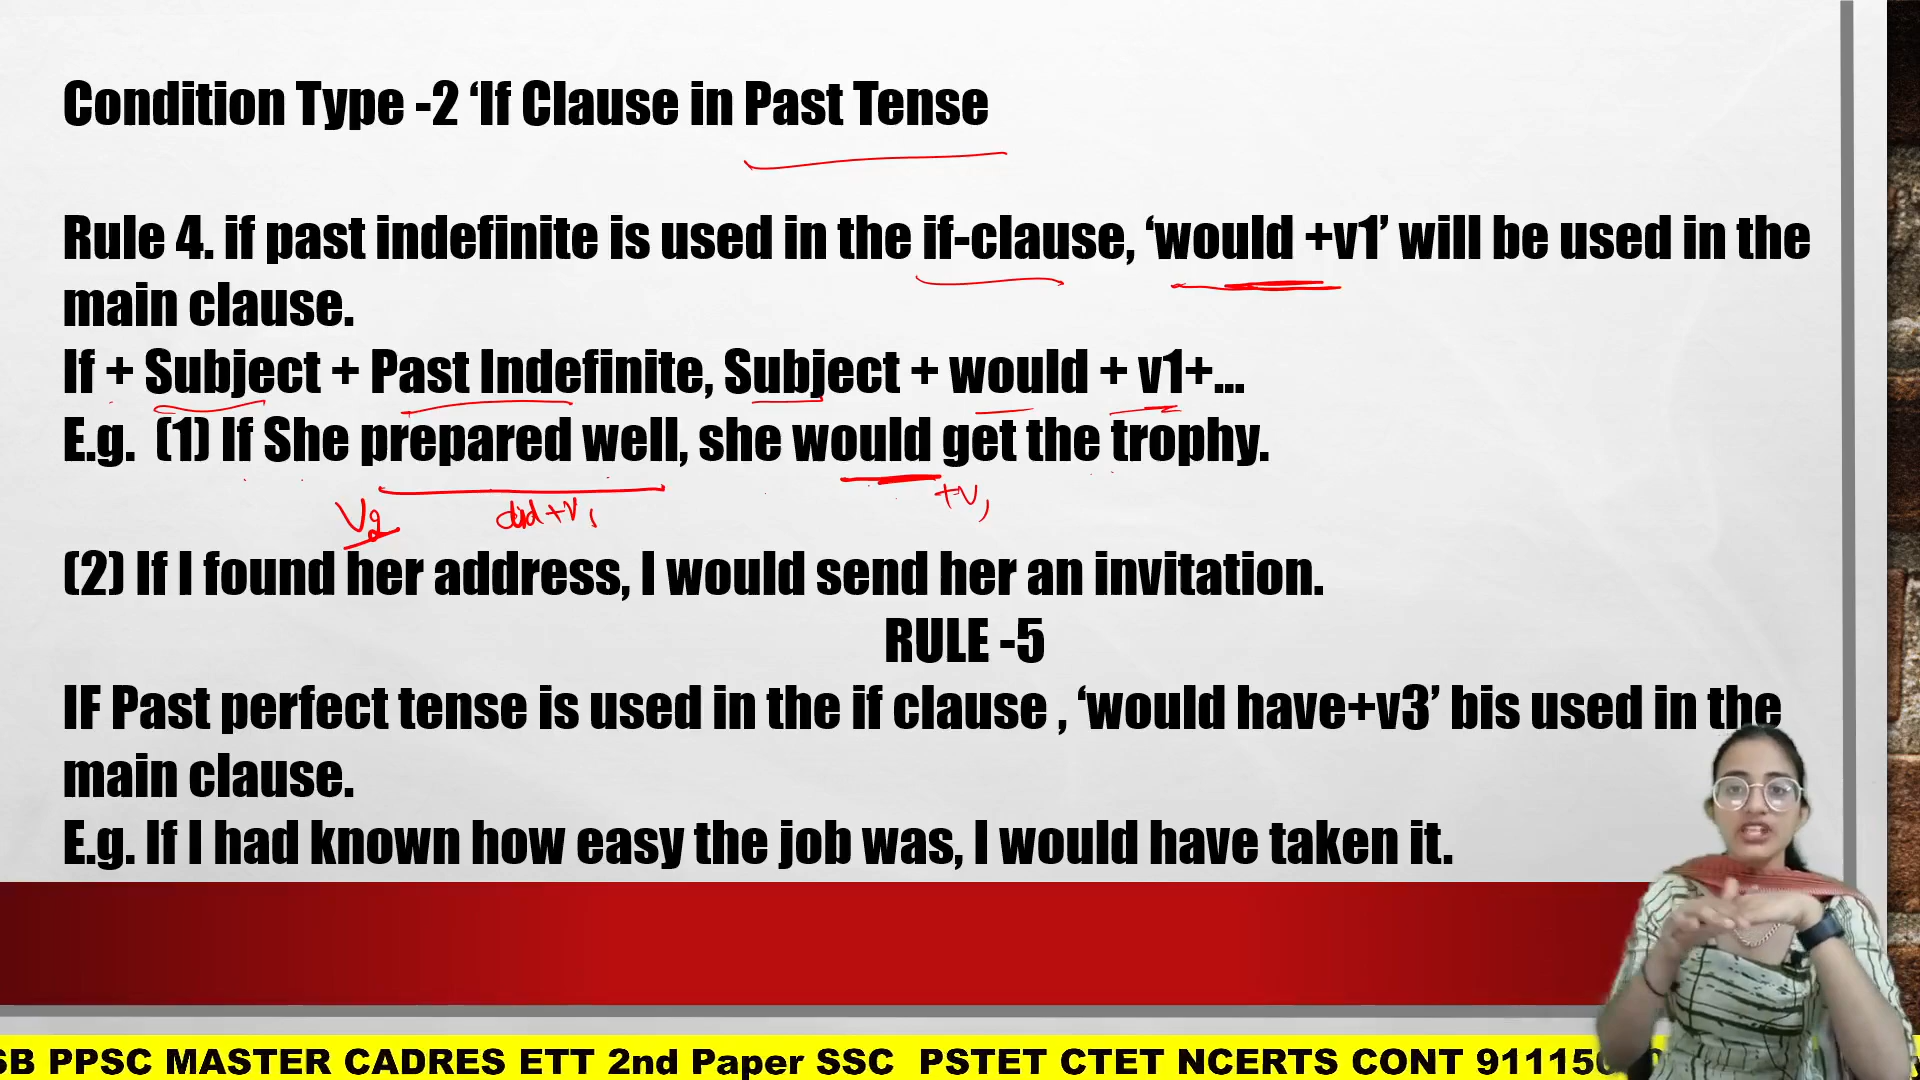 Condition Type -2 ‘If Clause in Past Tense
Rule 4. if past indefinite is used in the if-clause, ‘would +v1’ will be used in the
main clause.
If + Subject + Past Indefinite, Subject + would + v1+...
E.g. (1) If She prepared well, she would get the trophy.
V2 did+V1 +V1
(2) If I found her address, I would send her an invitation.
RULE -5
IF Past perfect tense is used in the if clause , ‘would have+v3’ bis used in the
main clause.
E.g. If I had known how easy the job was, I would have taken it.
SB PPSC MASTER CADRES ETT 2nd Paper SSC PSTET CTET NCERTS CONT 91115